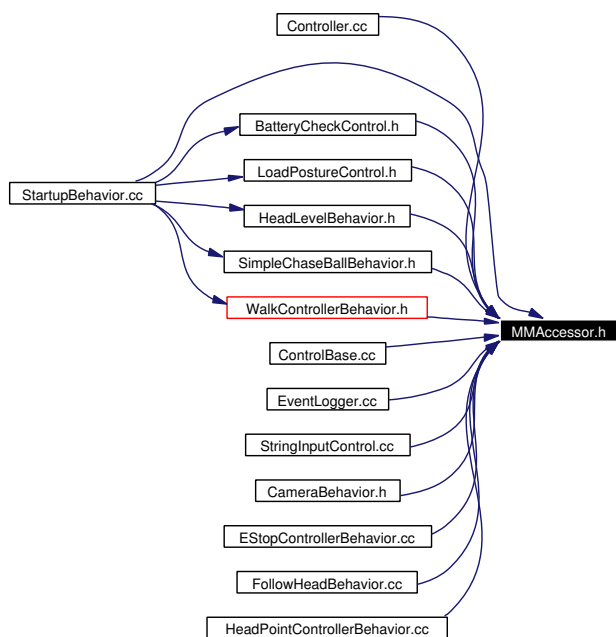 Controller.cc
BatteryCheckControl.h
LoadPostureControl.h
StartupBehavior.cc
HeadLevelBehavior.h
SimpleChaseBallBehavior.h
WalkControllerBehavior.h
MMAccessor.h
ControlBase.cc
EventLogger.cc
StringInputControl.cc
CameraBehavior.h
EStopControllerBehavior.cc
FollowHeadBehavior.cc
HeadPointControllerBehavior.cc